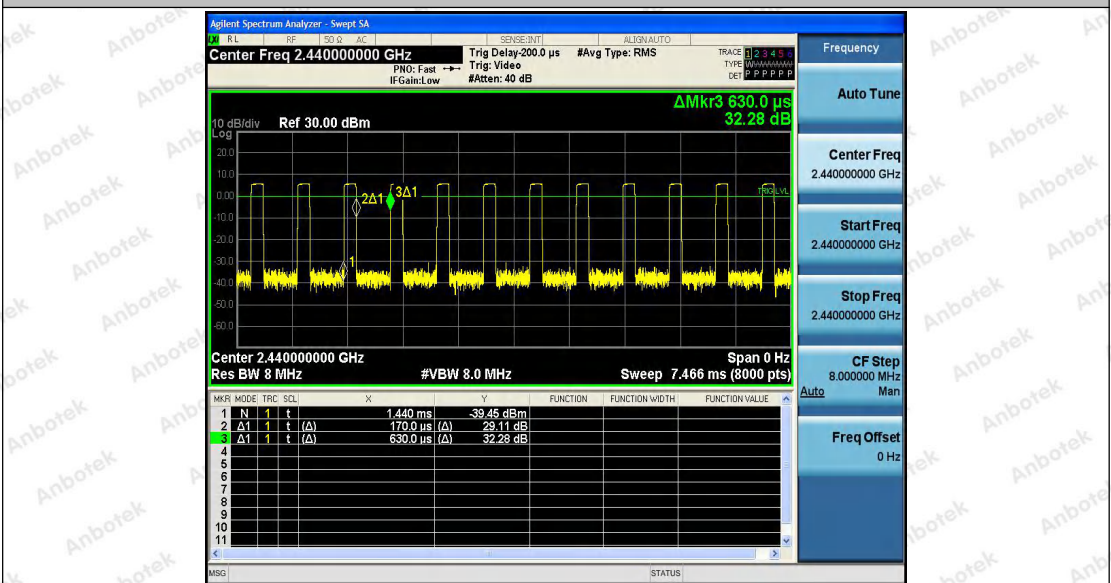 Agilent Spectrum Analyzer - Swept SA
RL RF 50 Ω AC SENSE:INT ALIGNAUTO
Center Freq 2.440000000 GHz
PNO: Fast
IFGain:Low
Trig Delay-200.0 µs
Trig: Video
#Atten: 40 dB
#Avg Type: RMS
TRACE 1 2 3 4 5 6
TYPE W
DET P P P P P P
ΔMkr3 630.0 µs
32.28 dB
10 dB/div Ref 30.00 dBm
Log
20.0
10.0
0.00
-10.0
-20.0
-30.0
-40.0
-50.0
-60.0
2Δ1
3Δ1
1
TRIG LVL
Center 2.440000000 GHz Span 0 Hz
Res BW 8 MHz #VBW 8.0 MHz Sweep 7.466 ms (8000 pts)
MKR MODE TRC SCL X Y FUNCTION FUNCTION WIDTH FUNCTION VALUE
1 N 1 t 1.440 ms -39.45 dBm
2 Δ1 1 t (Δ) 170.0 µs (Δ) 29.11 dB
3 Δ1 1 t (Δ) 630.0 µs (Δ) 32.28 dB
4
5
6
7
8
9
10
11
MSG STATUS
Frequency
Auto Tune
Center Freq
2.440000000 GHz
Start Freq
2.440000000 GHz
Stop Freq
2.440000000 GHz
CF Step
8.000000 MHz
Auto Man
Freq Offset
0 Hz
Anbotek